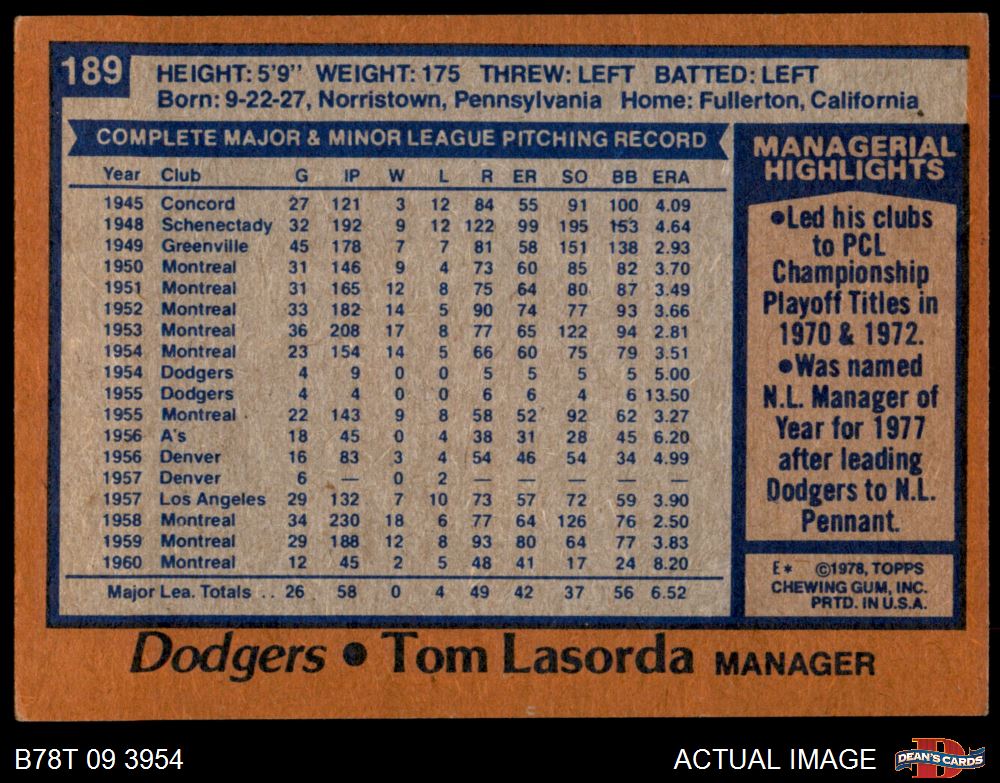 189
HEIGHT: 5'9" WEIGHT: 175 THREW: LEFT BATTED: LEFT
Born: 9-22-27, Norristown, Pennsylvania Home: Fullerton, California
COMPLETE MAJOR & MINOR LEAGUE PITCHING RECORD
Year Club G IP W L R ER SO BB ERA
1945 Concord 27 121 3 12 84 55 91 100 4.09
1948 Schenectady 32 192 9 12 122 99 195 153 4.64
1949 Greenville 45 178 7 7 81 58 151 138 2.93
1950 Montreal 31 146 9 4 73 60 85 82 3.70
1951 Montreal 31 165 12 8 75 64 80 87 3.49
1952 Montreal 33 182 14 5 90 74 77 93 3.66
1953 Montreal 36 208 17 8 77 65 122 94 2.81
1954 Montreal 23 154 14 5 66 60 75 79 3.51
1954 Dodgers 4 9 0 0 5 5 5 5 5.00
1955 Dodgers 4 4 0 0 6 6 4 6 13.50
1955 Montreal 22 143 9 8 58 52 92 62 3.27
1956 A's 18 45 0 4 38 31 28 45 6.20
1956 Denver 16 83 3 4 54 46 54 34 4.99
1957 Denver 6 — 0 2 — — — — —
1957 Los Angeles 29 132 7 10 73 57 72 59 3.90
1958 Montreal 34 230 18 6 77 64 126 76 2.50
1959 Montreal 29 188 12 8 93 80 64 77 3.83
1960 Montreal 12 45 2 5 48 41 17 24 8.20
Major Lea. Totals .. 26 58 0 4 49 42 37 56 6.52
MANAGERIAL
HIGHLIGHTS
●Led his clubs
to PCL
Championship
Playoff Titles in
1970 & 1972.
●Was named
N.L. Manager of
Year for 1977
after leading
Dodgers to N.L.
Pennant.
E* ©1978, TOPPS
CHEWING GUM, INC.
PRTD. IN U.S.A.
Dodgers ● Tom Lasorda MANAGER
B78T 09 3954
ACTUAL IMAGE
D
DEAN'S CARDS